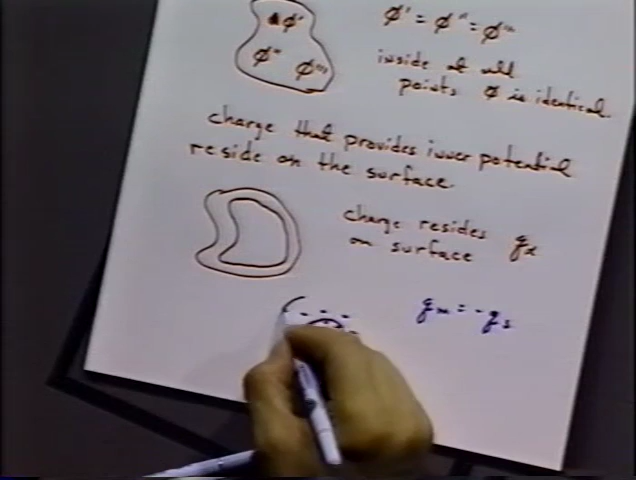 φ' = φ'' = φ'''
φ'
φ'' φ'''
inside at all
points φ is identical
charge that provides inner potential
reside on the surface
charge resides
on surface